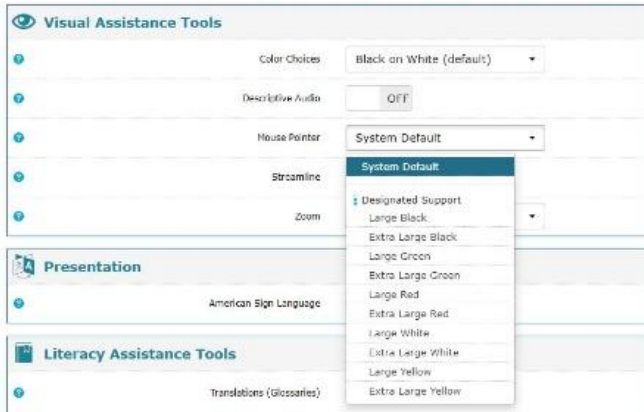 Visual Assistance Tools
Color Choices Black on White (default)
Descriptive Audio OFF
Mouse Pointer System Default
System Default
Streamline
Designated Support
Large Black
Zoom
Extra Large Black
Large Green
Presentation
Extra Large Green
Large Red
American Sign Language
Extra Large Red
Large White
Literacy Assistance Tools
Extra Large White
Large Yellow
Translations (Glossaries)
Extra Large Yellow